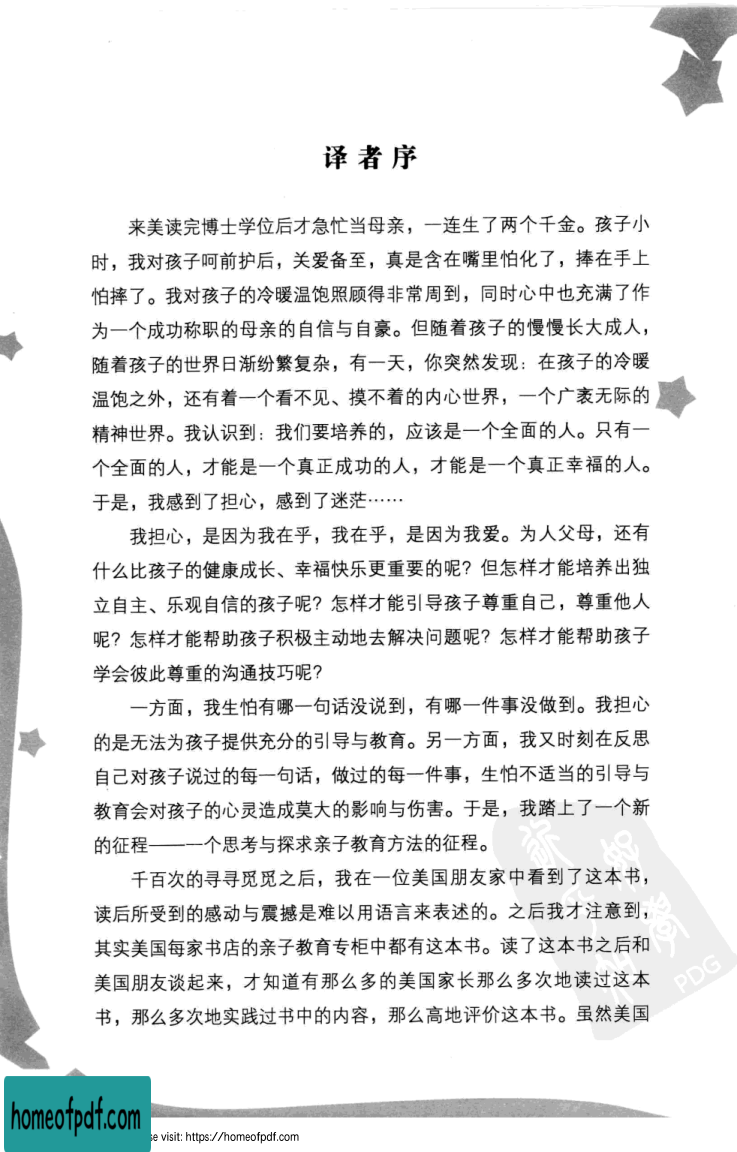 译者序
来美读完博士学位后才急忙当母亲，一连生了两个千金。孩子小
时，我对孩子呵前护后，关爱备至，真是含在嘴里怕化了，捧在手上
怕摔了。我对孩子的冷暖温饱照顾得非常周到，同时心中也充满了作
为一个成功称职的母亲的自信与自豪。但随着孩子的慢慢长大成人，
随着孩子的世界日渐纷繁复杂，有一天，你突然发现：在孩子的冷暖
温饱之外，还有着一个看不见、摸不着的内心世界，一个广袤无际的
精神世界。我认识到：我们要培养的，应该是一个全面的人。只有一
个全面的人，才能是一个真正成功的人，才能是一个真正幸福的人。
于是，我感到了担心，感到了迷茫……
我担心，是因为我在乎，我在乎，是因为我爱。为人父母，还有
什么比孩子的健康成长、幸福快乐更重要的呢？但怎样才能培养出独
立自主、乐观自信的孩子呢？怎样才能引导孩子尊重自己，尊重他人
呢？怎样才能帮助孩子积极主动地去解决问题呢？怎样才能帮助孩子
学会彼此尊重的沟通技巧呢？
一方面，我生怕有哪一句话没说到，有哪一件事没做到。我担心
的是无法为孩子提供充分的引导与教育。另一方面，我又时刻在反思
自己对孩子说过的每一句话，做过的每一件事，生怕不适当的引导与
教育会对孩子的心灵造成莫大的影响与伤害。于是，我踏上了一个新
的征程——一个思考与探求亲子教育方法的征程。
千百次的寻寻觅觅之后，我在一位美国朋友家中看到了这本书，
读后所受到的感动与震撼是难以用语言来表述的。之后我才注意到，
其实美国每家书店的亲子教育专柜中都有这本书。读了这本书之后和
美国朋友谈起来，才知道有那么多的美国家长那么多次地读过这本
书，那么多次地实践过书中的内容，那么高地评价这本书。虽然美国
PDG
homeofpdf.com
se visit: https://homeofpdf.com